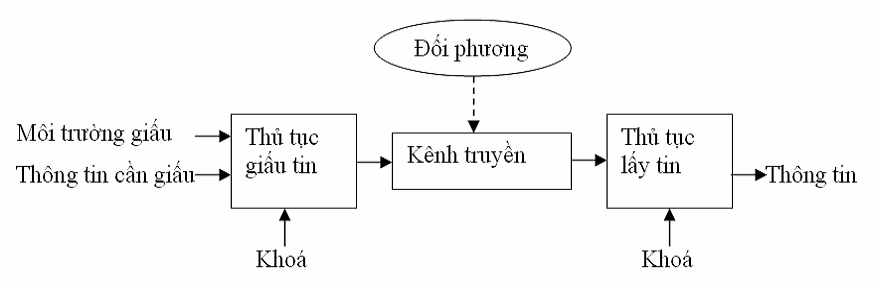 Đối phương
Môi trường giấu
Thông tin cần giấu
Thủ tục
giấu tin
Kênh truyền
Thủ tục
lấy tin
Thông tin
Khoá
Khoá